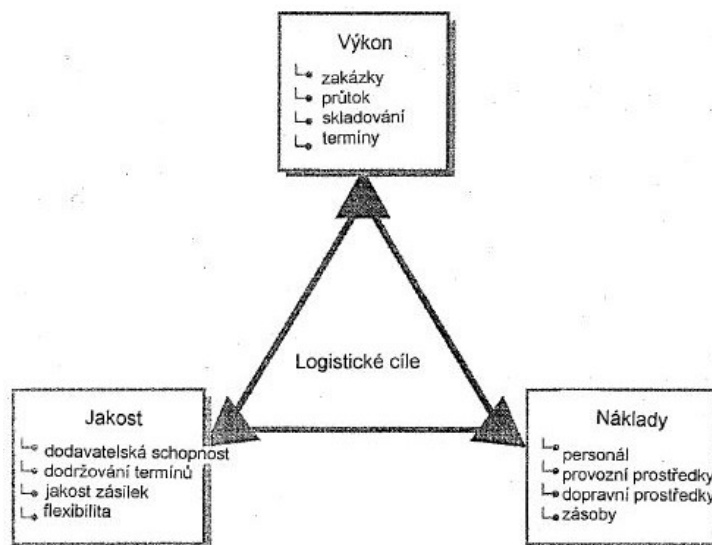 Výkon
zakázky
průtok
skladování
termíny
Logistické cíle
Jakost
dodavatelská schopnost
dodržování termínů
jakost zásilek
flexibilita
Náklady
personál
provozní prostředky
dopravní prostředky
zásoby